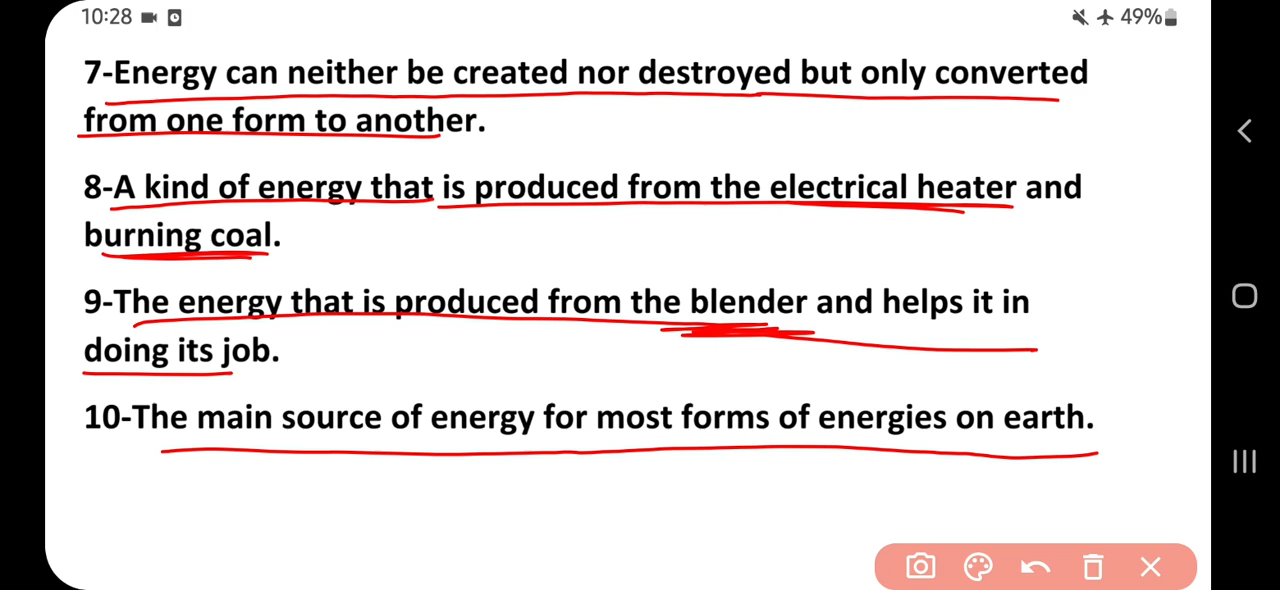 10:28 49%
7-Energy can neither be created nor destroyed but only converted
from one form to another.
8-A kind of energy that is produced from the electrical heater and
burning coal.
9-The energy that is produced from the blender and helps it in
doing its job.
10-The main source of energy for most forms of energies on earth.